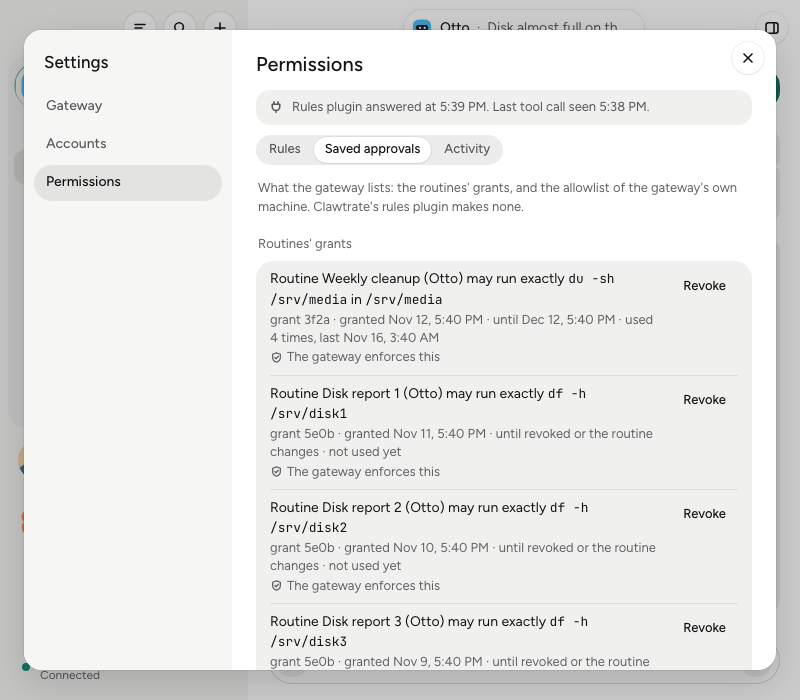 Otto · Disk almost full on th
Settings
Gateway
Accounts
Permissions
Connected
Permissions
Rules plugin answered at 5:39 PM. Last tool call seen 5:38 PM.
Rules
Saved approvals
Activity
What the gateway lists: the routines' grants, and the allowlist of the gateway's own
machine. Clawtrate's rules plugin makes none.
Routines' grants
Routine Weekly cleanup (Otto) may run exactly du -sh
/srv/media in /srv/media
grant 3f2a · granted Nov 12, 5:40 PM · until Dec 12, 5:40 PM · used
4 times, last Nov 16, 3:40 AM
The gateway enforces this
Revoke
Routine Disk report 1 (Otto) may run exactly df -h
/srv/disk1
grant 5e0b · granted Nov 11, 5:40 PM · until revoked or the routine
changes · not used yet
The gateway enforces this
Revoke
Routine Disk report 2 (Otto) may run exactly df -h
/srv/disk2
grant 5e0b · granted Nov 10, 5:40 PM · until revoked or the routine
changes · not used yet
The gateway enforces this
Revoke
Routine Disk report 3 (Otto) may run exactly df -h
/srv/disk3
grant 5e0b · granted Nov 9, 5:40 PM · until revoked or the routine
Revoke